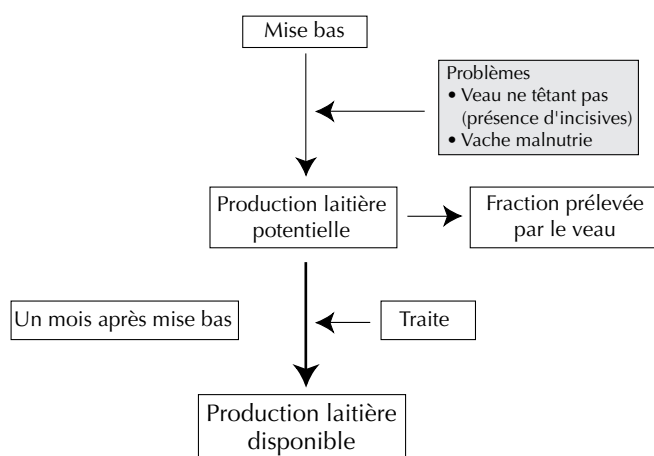 Mise bas
Problèmes
• Veau ne têtant pas
(présence d'incisives)
• Vache malnutrie
Production laitière
potentielle
Fraction prélevée
par le veau
Un mois après mise bas
Traite
Production laitière
disponible